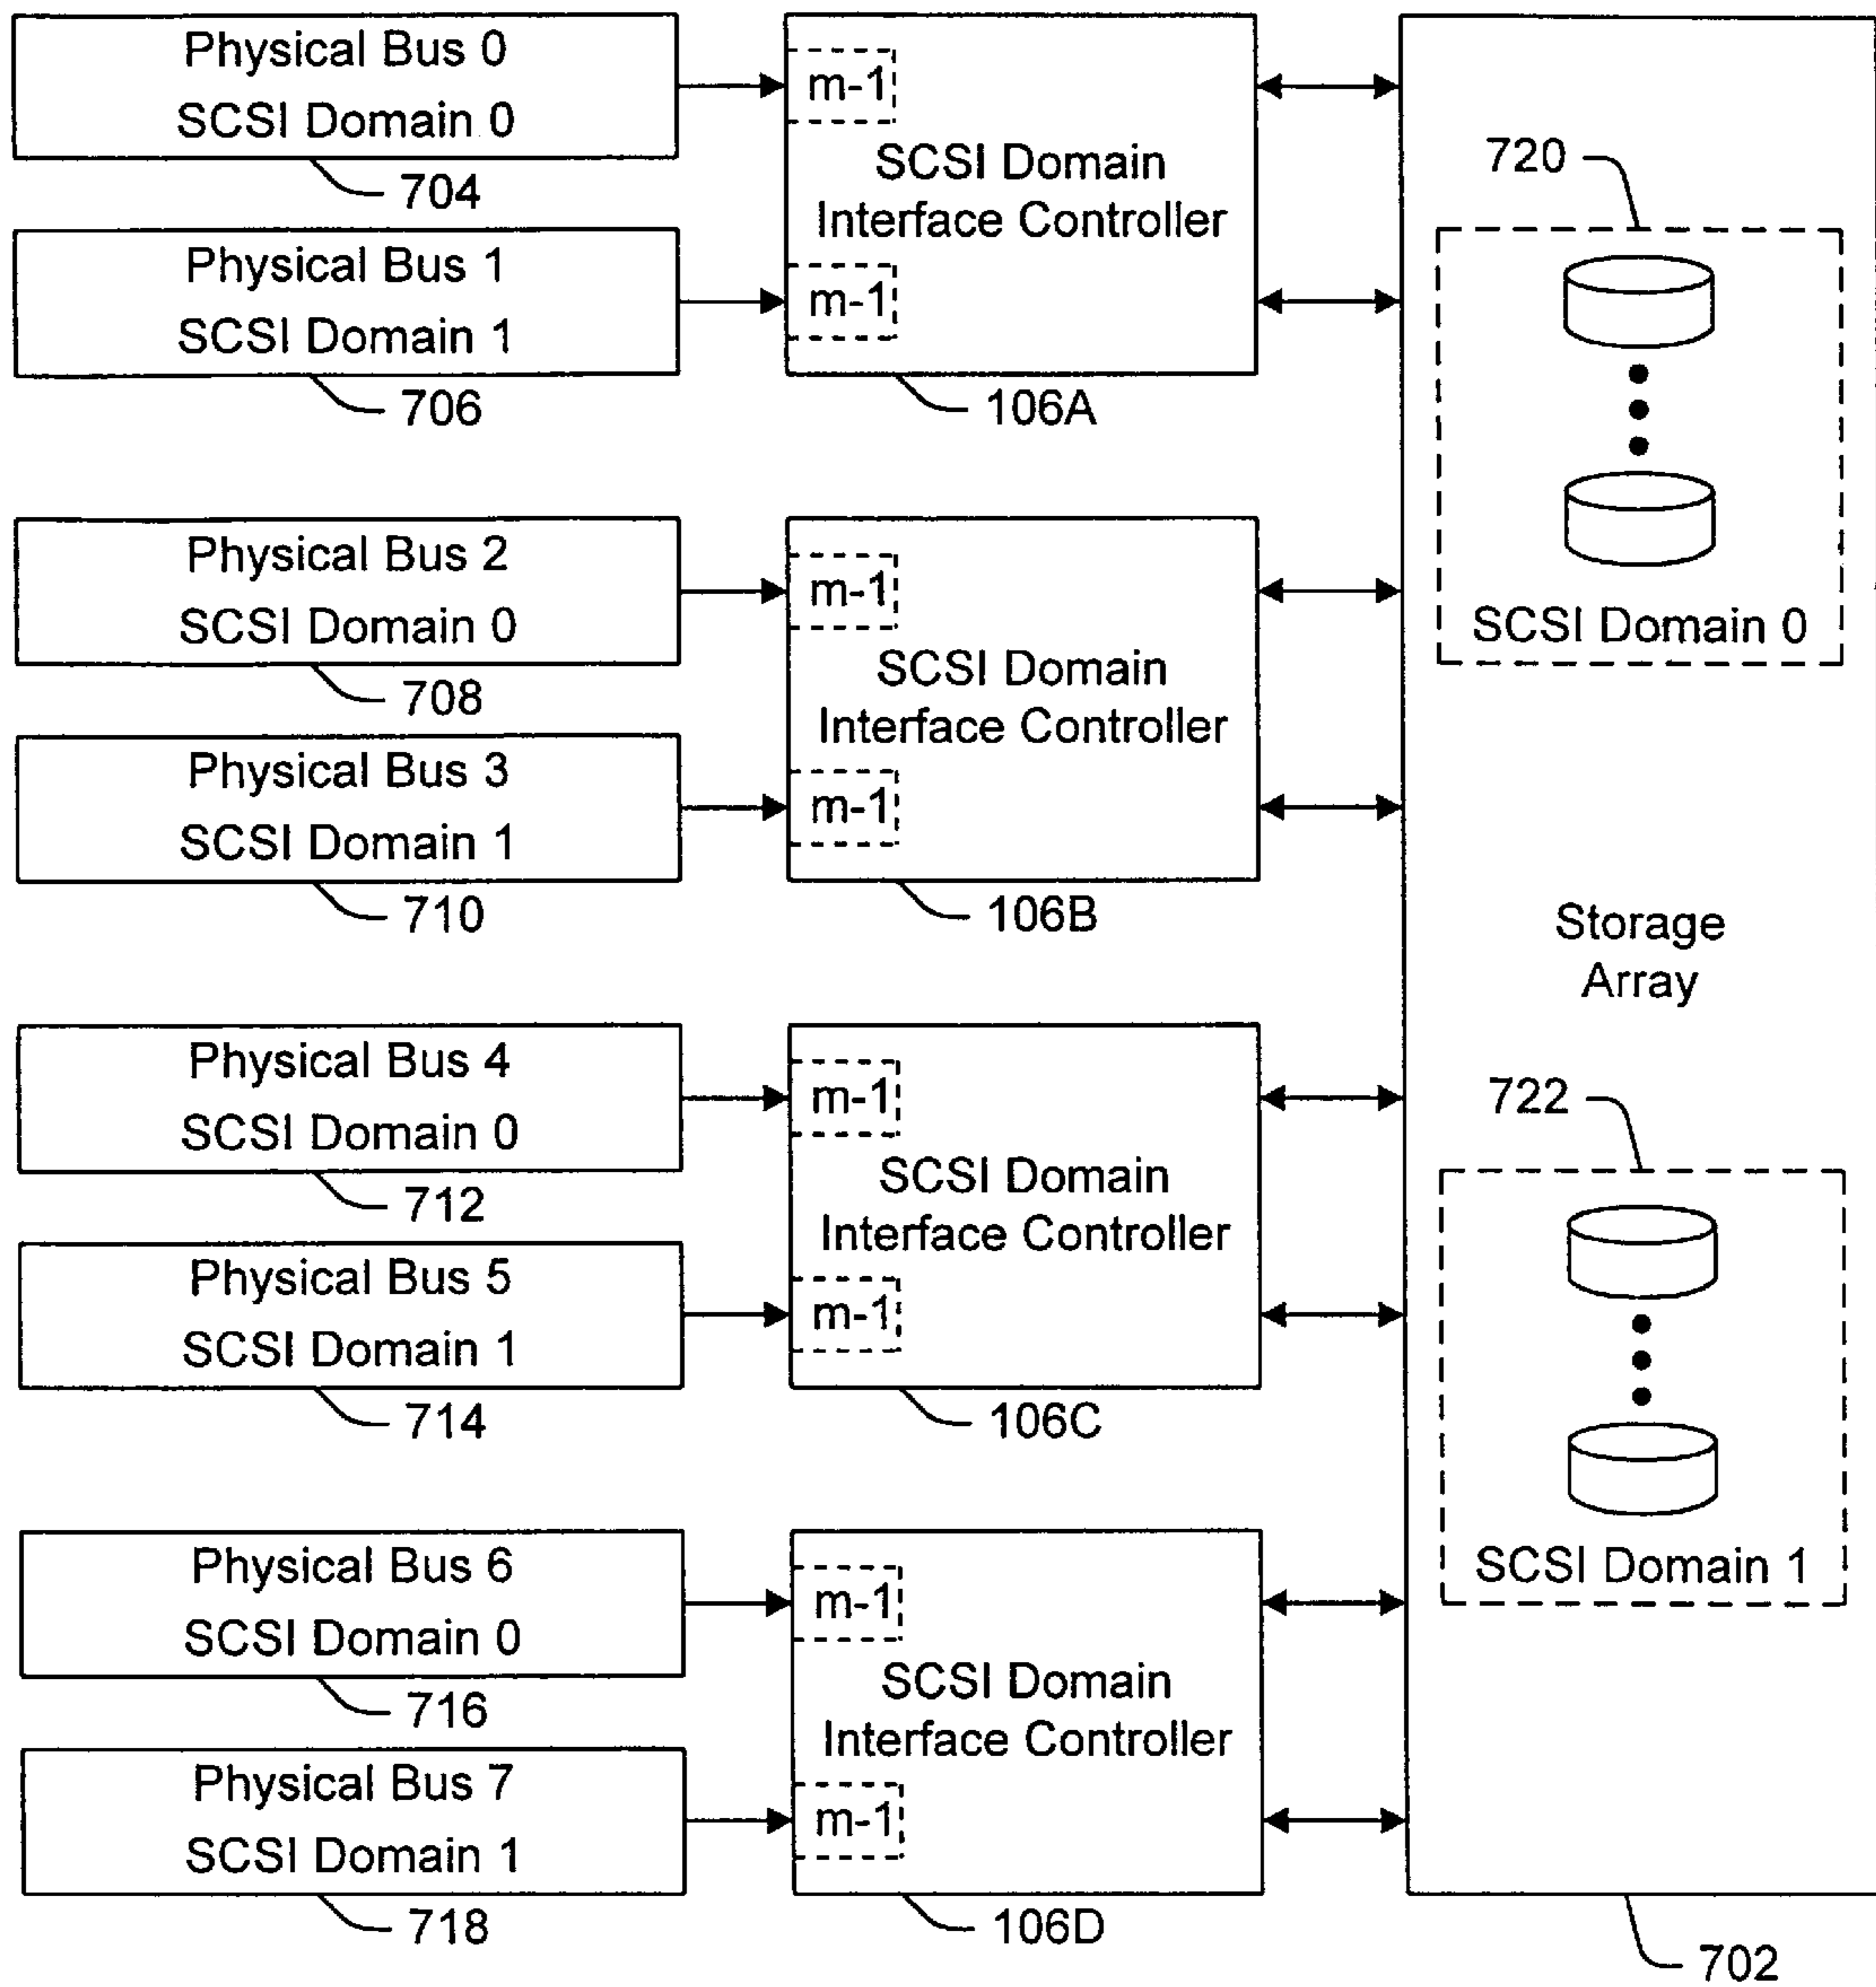 Physical Bus 0
SCSI Domain 0
704
Physical Bus 1
SCSI Domain 1
706
m-1
SCSI Domain
Interface Controller
m-1
106A
Physical Bus 2
SCSI Domain 0
708
Physical Bus 3
SCSI Domain 1
710
m-1
SCSI Domain
Interface Controller
m-1
106B
Physical Bus 4
SCSI Domain 0
712
Physical Bus 5
SCSI Domain 1
714
m-1
SCSI Domain
Interface Controller
m-1
106C
Physical Bus 6
SCSI Domain 0
716
Physical Bus 7
SCSI Domain 1
718
m-1
SCSI Domain
Interface Controller
m-1
106D
720
SCSI Domain 0
Storage
Array
722
SCSI Domain 1
702